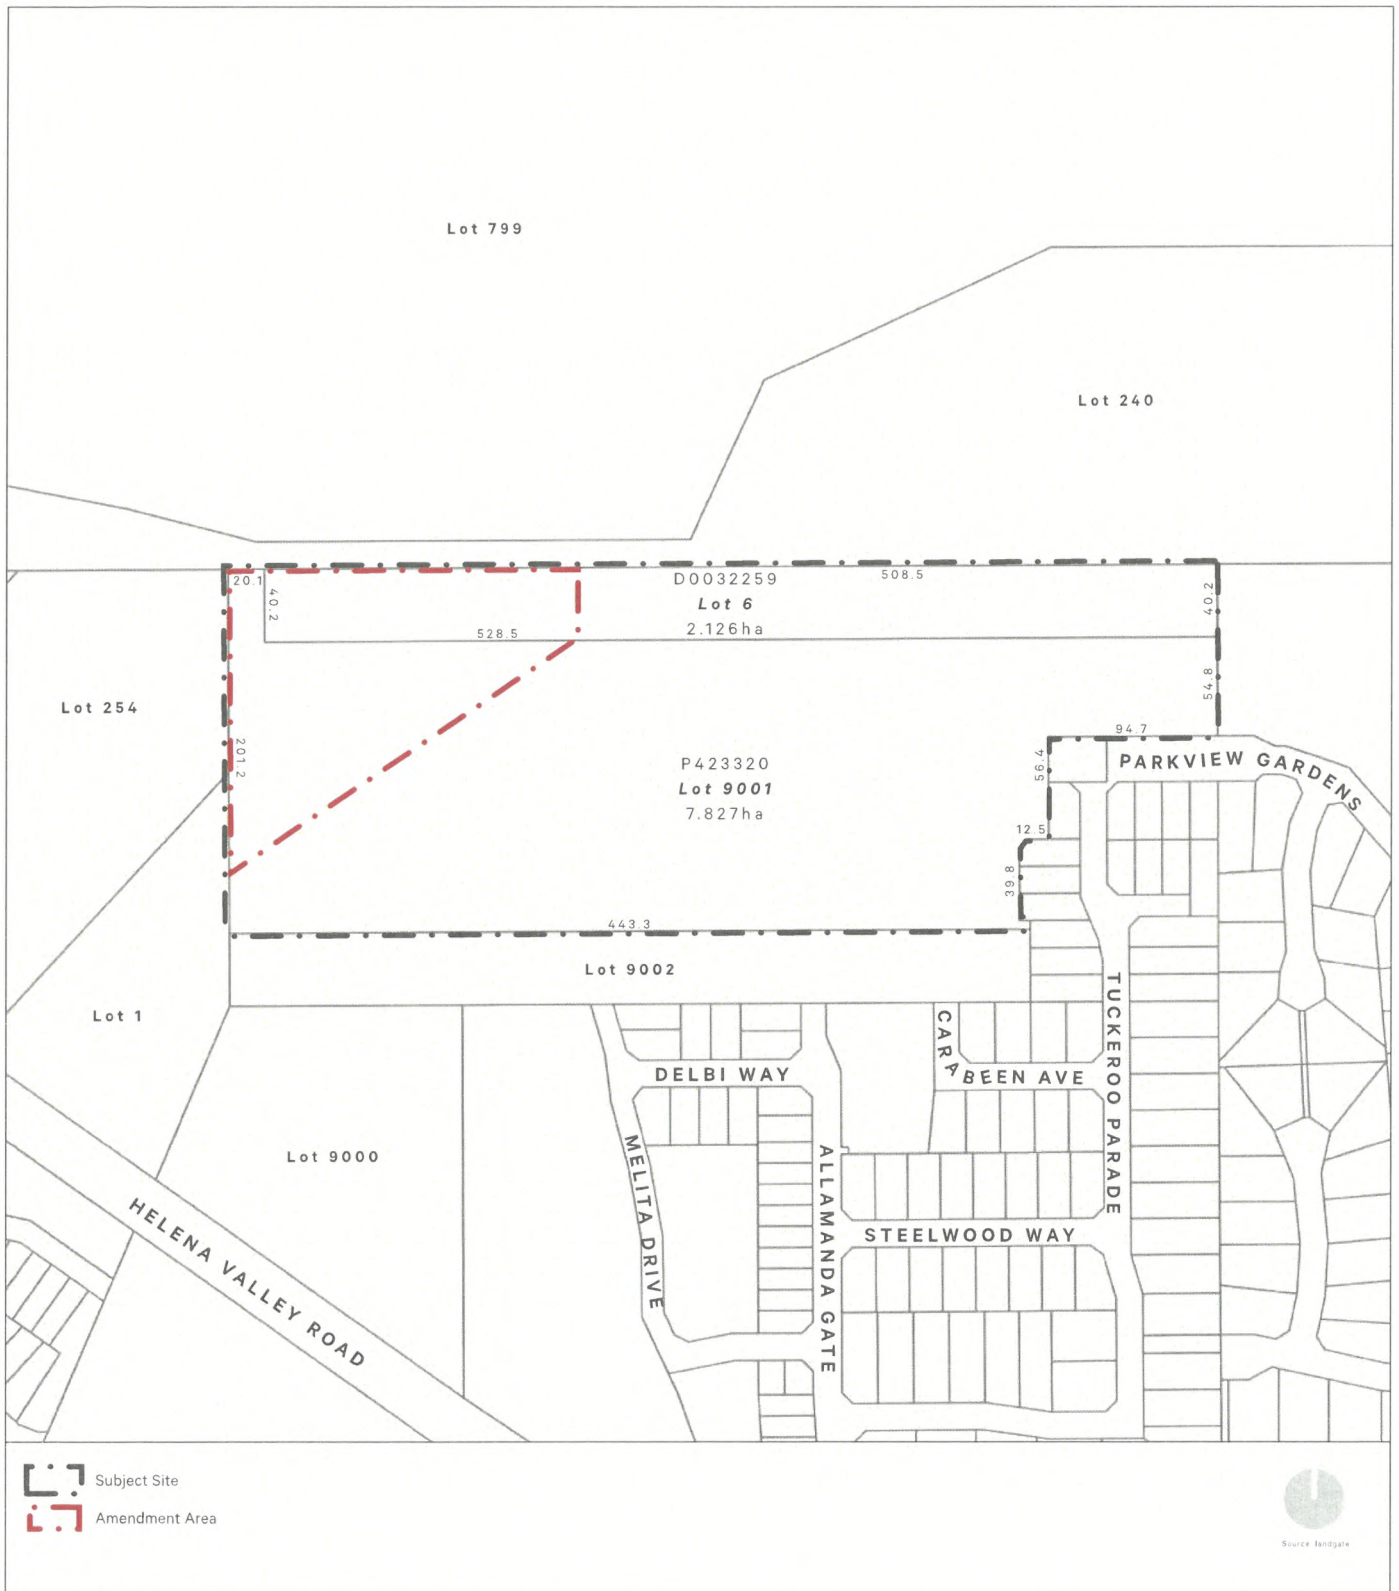 Lot 799
Lot 240
20.1
40.2
D0032259
508.5
Lot 6
2.126ha
40.2
528.5
54.8
Lot 254
201.2
94.7
56.4
PARKVIEW GARDENS
P423320
Lot 9001
7.827ha
12.5
39.8
443.3
Lot 9002
Lot 1
CARABEEN AVE
TUCKEROO PARADE
DELBI WAY
Lot 9000
MELITA DRIVE
ALLAMANDA GATE
HELENA VALLEY ROAD
STEELWOOD WAY
Subject Site
Amendment Area
Source landgate